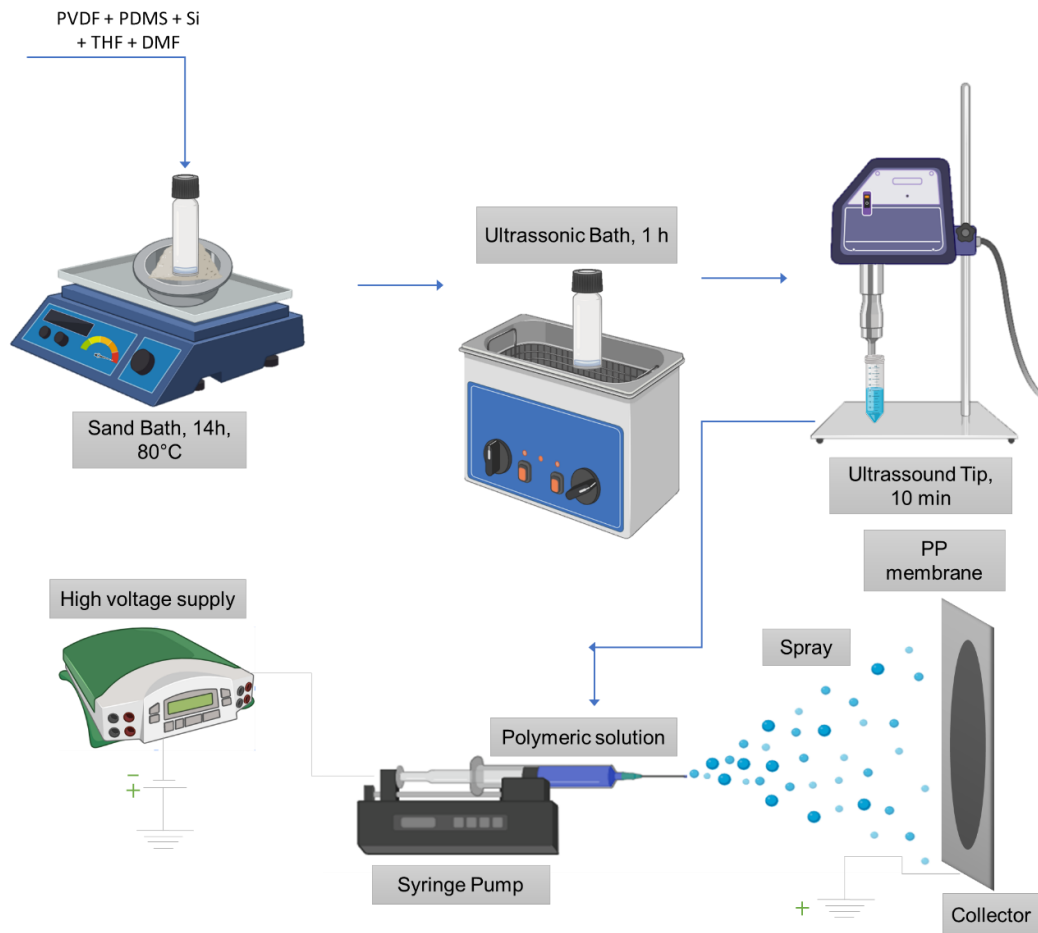 PVDF + PDMS + Si
+ THF + DMF
Sand Bath, 14h,
80°C
Ultrassonic Bath, 1 h
Ultrassound Tip,
10 min
PP
membrane
High voltage supply
Spray
Polymeric solution
Syringe Pump
Collector
−
+
+